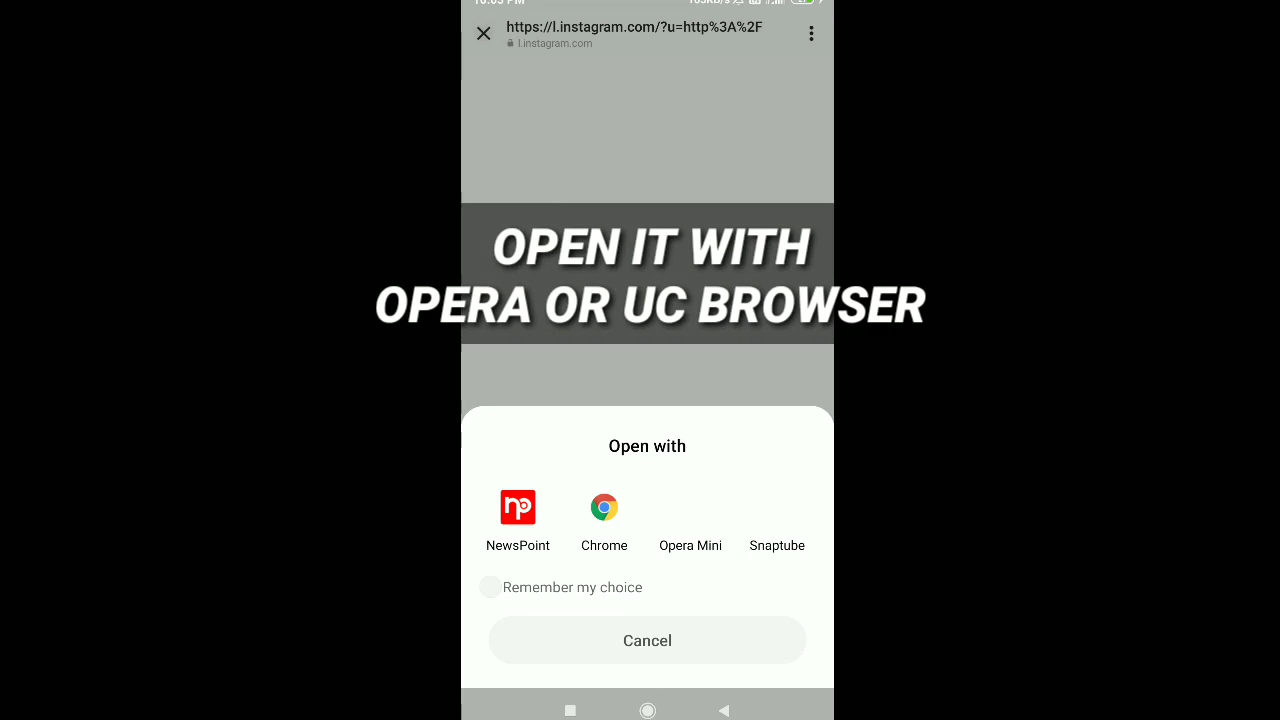 https://l.instagram.com/?u=http%3A%2F
l.instagram.com
OPEN IT WITH
OPERA OR UC BROWSER
Open with
np
NewsPoint Chrome Opera Mini Snaptube
Remember my choice
Cancel